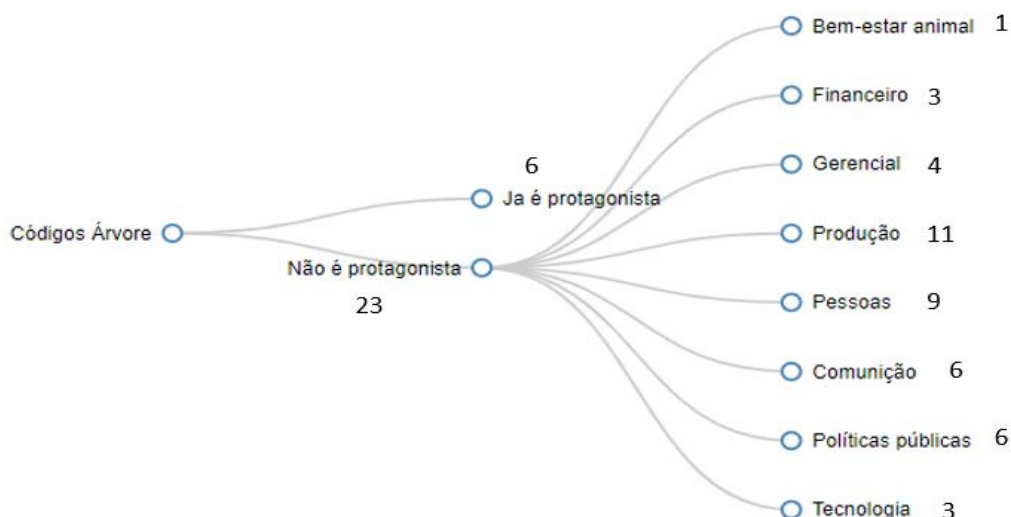 Bem-estar animal 1
Financeiro 3
Gerencial 4
6
Ja é protagonista
Códigos Árvore
Produção 11
Não é protagonista
23
Pessoas 9
Comunição 6
Políticas públicas 6
Tecnologia 3